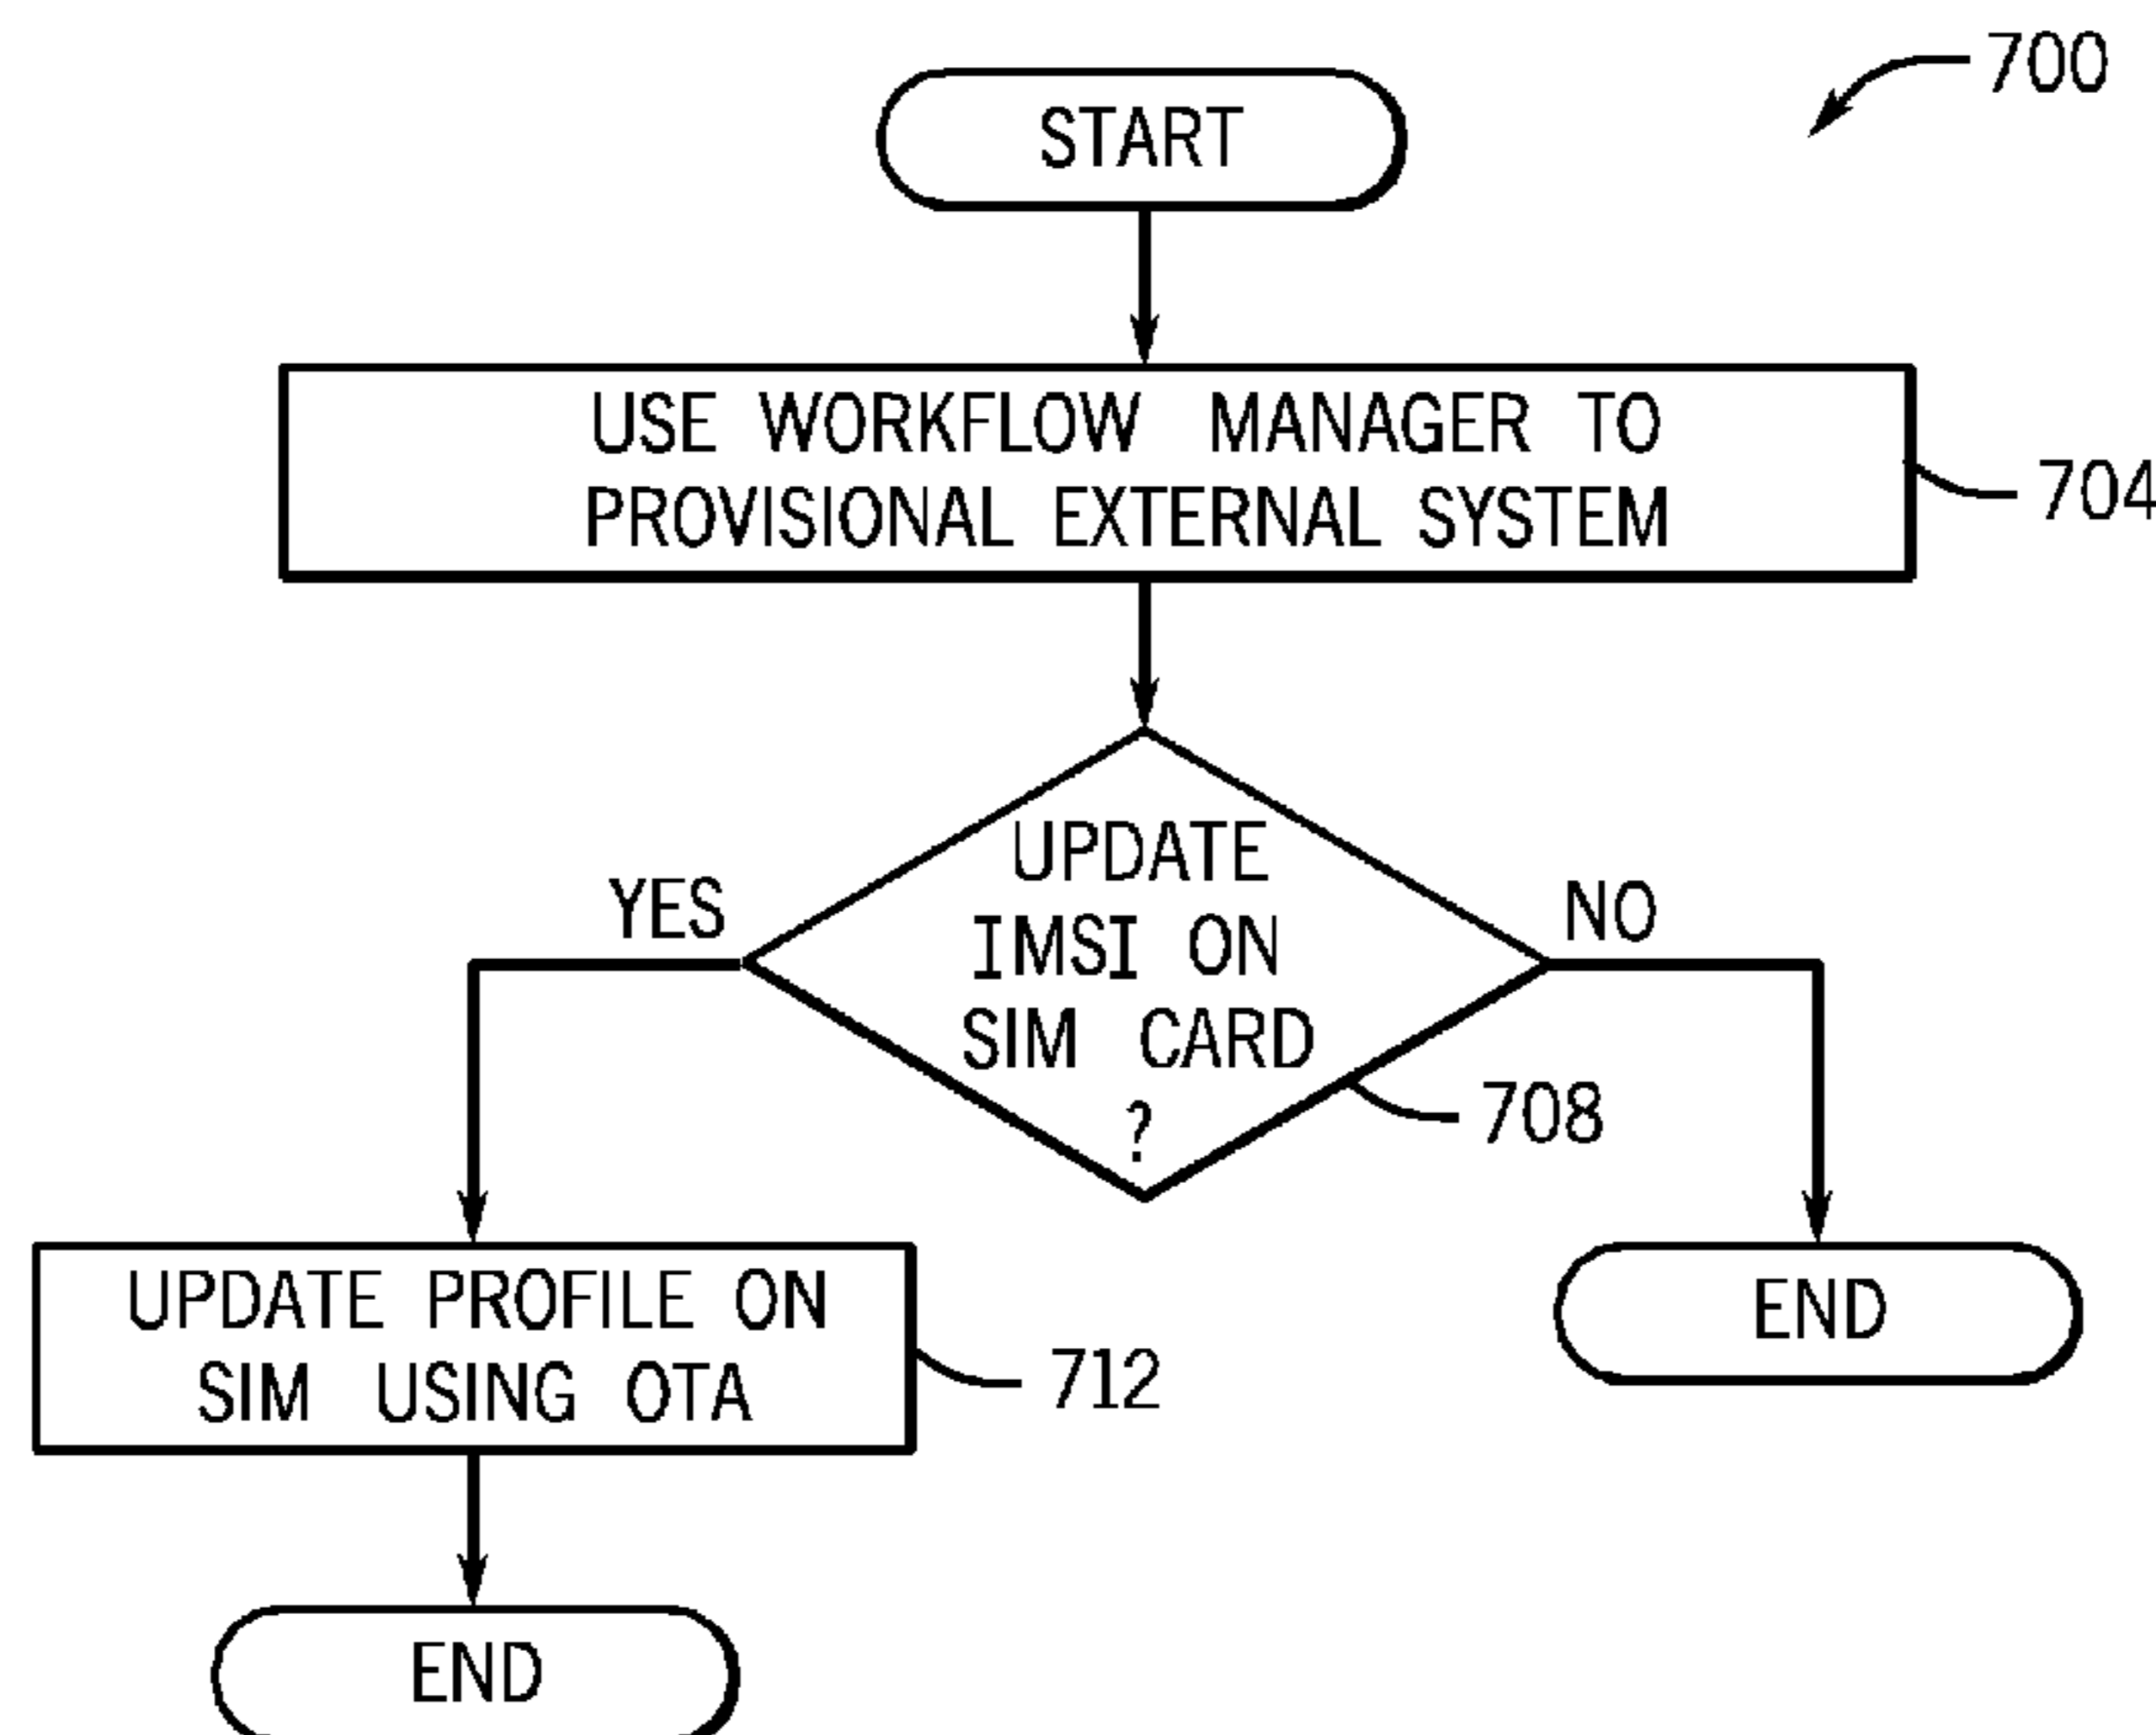 700
START
USE WORKFLOW MANAGER TO
PROVISIONAL EXTERNAL SYSTEM
704
UPDATE
IMSI ON
SIM CARD
?
YES
NO
708
UPDATE PROFILE ON
SIM USING OTA
712
END
END